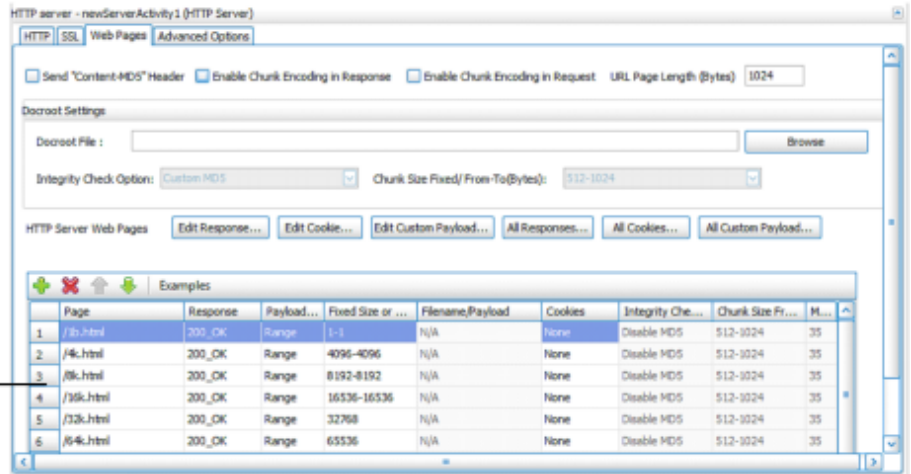 HTTP server - newServerActivity1 (HTTP Server)
HTTP SSL Web Pages Advanced Options
Send "Content-MD5" Header Enable Chunk Encoding in Response Enable Chunk Encoding in Request URL Page Length (Bytes) 1024
Docroot Settings
Docroot File : Browse
Integrity Check Option: Custom MD5 Chunk Size Fixed/ From-To(Bytes): 512-1024
HTTP Server Web Pages Edit Response... Edit Cookie... Edit Custom Payload... All Responses... All Cookies... All Custom Payload...
Examples
Page Response Payload... Fixed Size or ... Filename/Payload Cookies Integrity Che... Chunk Size Fr... M...
1 /1b.html 200_OK Range 1-1 N/A None Disable MD5 512-1024 35
2 /4k.html 200_OK Range 4096-4096 N/A None Disable MD5 512-1024 35
3 /8k.html 200_OK Range 8192-8192 N/A None Disable MD5 512-1024 35
4 /16k.html 200_OK Range 16536-16536 N/A None Disable MD5 512-1024 35
5 /32k.html 200_OK Range 32768 N/A None Disable MD5 512-1024 35
6 /64k.html 200_OK Range 65536 N/A None Disable MD5 512-1024 35